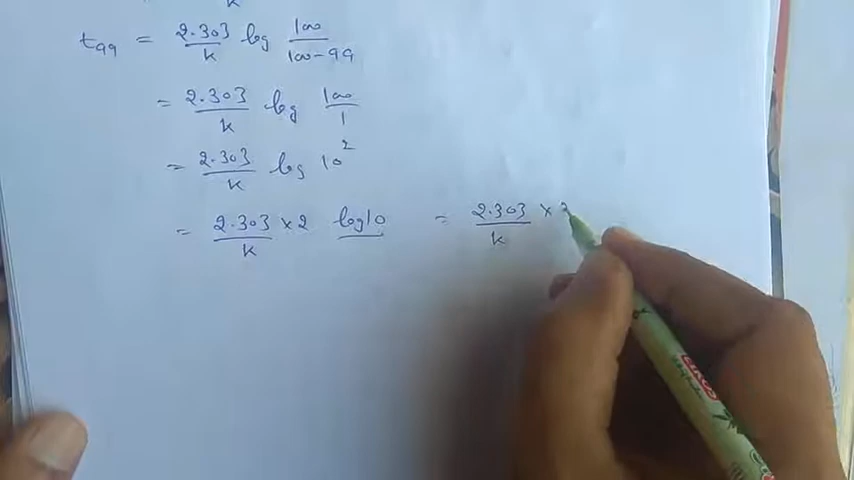 k
t99 = 2.303/k log 100/100-99
= 2.303/k log 100/1
= 2.303/k log 10²
= 2.303/k ×2 log10 = 2.303/k ×2